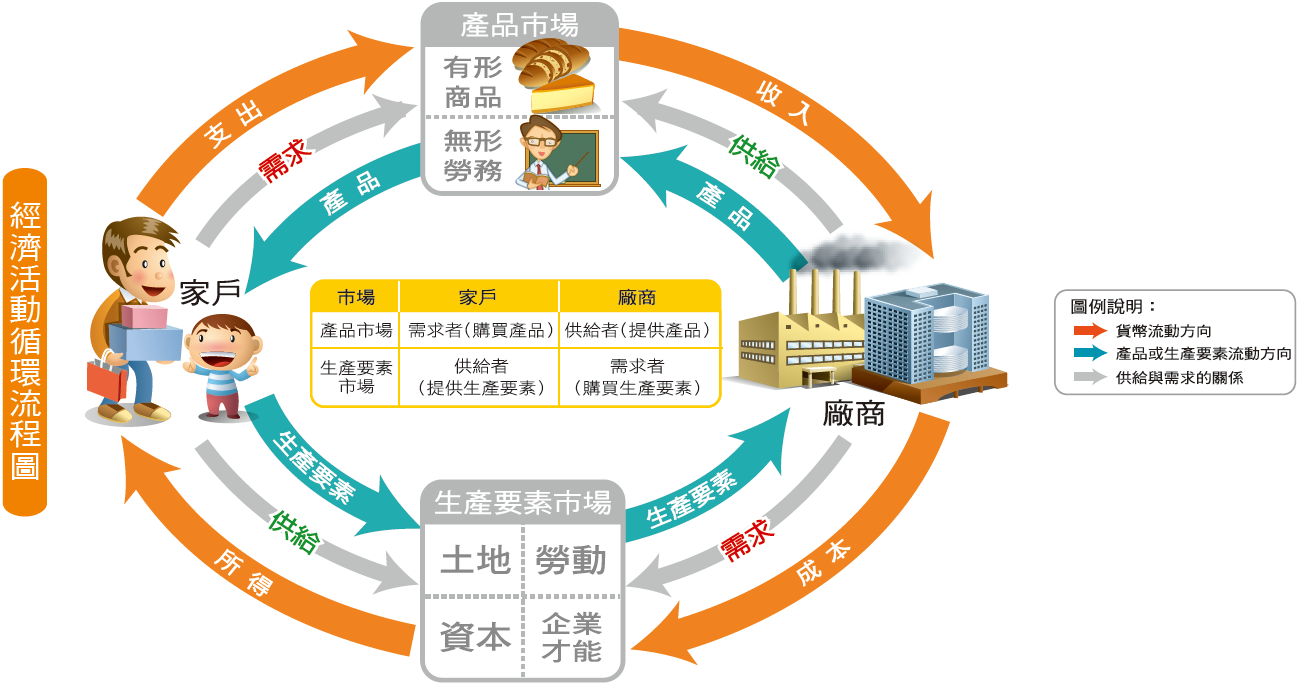 經濟活動循環流程圖
產品市場
有形
商品
無形
勞務
支出
需求
產品
收入
供給
產品
家戶
廠商
市場 家戶 廠商
產品市場 需求者(購買產品) 供給者(提供產品)
生產要素
市場
供給者
(提供生產要素)
需求者
(購買生產要素)
圖例說明：
貨幣流動方向
產品或生產要素流動方向
供給與需求的關係
生產要素
供給
所得
生產要素
需求
成本
生產要素市場
土地 勞動
資本
企業
才能